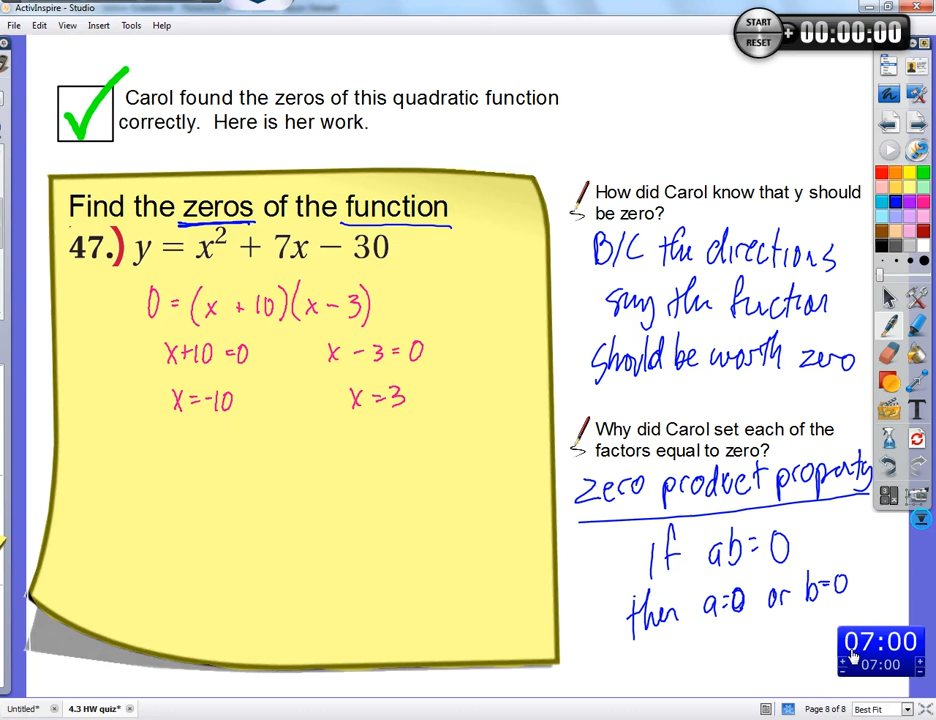 ActivInspire - Studio
File Edit View Insert Tools Help
START
RESET
00:00:00
Carol found the zeros of this quadratic function
correctly. Here is her work.
Find the zeros of the function
47.) y = x² + 7x − 30
0 = (x + 10)(x − 3)
x+10 = 0 x − 3 = 0
x = -10 x = 3
How did Carol know that y should
be zero?
B/C the directions
say the function
should be worth zero
Why did Carol set each of the
factors equal to zero?
zero product property
If ab = 0
then a=0 or b=0
07:00
07:00
Untitled* 4.3 HW quiz* Page 8 of 8 Best Fit